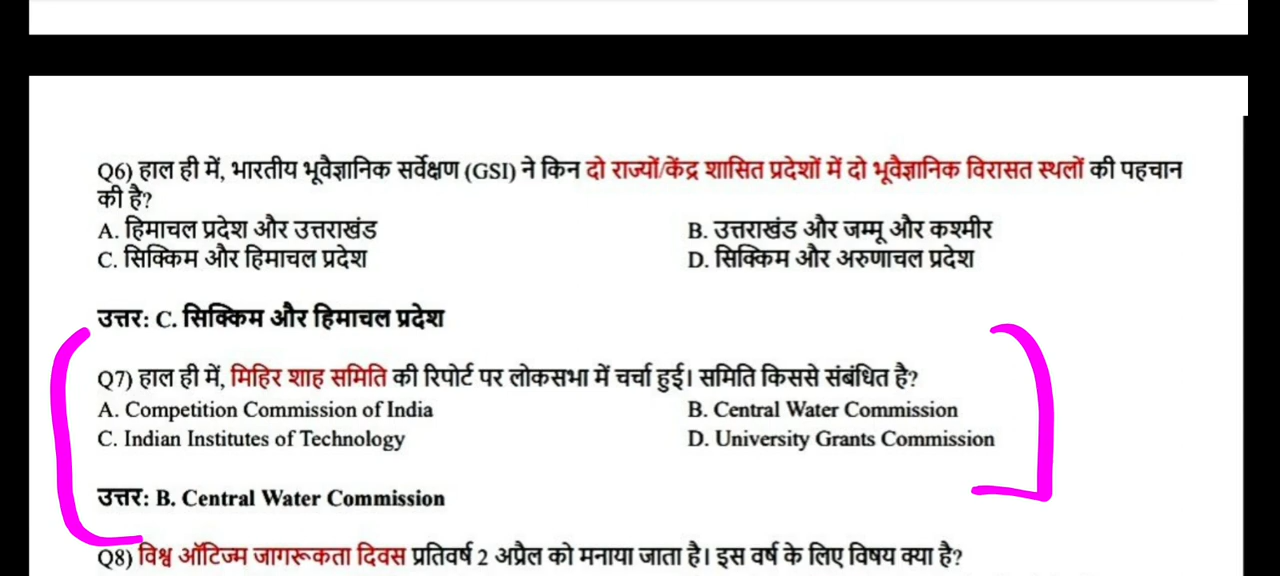 Q6) हाल ही में, भारतीय भूवैज्ञानिक सर्वेक्षण (GSI) ने किन दो राज्यों/केंद्र शासित प्रदेशों में दो भूवैज्ञानिक विरासत स्थलों की पहचान
की है?
A. हिमाचल प्रदेश और उत्तराखंड B. उत्तराखंड और जम्मू और कश्मीर
C. सिक्किम और हिमाचल प्रदेश D. सिक्किम और अरुणाचल प्रदेश
उत्तर: C. सिक्किम और हिमाचल प्रदेश
Q7) हाल ही में, मिहिर शाह समिति की रिपोर्ट पर लोकसभा में चर्चा हुई। समिति किससे संबंधित है?
A. Competition Commission of India B. Central Water Commission
C. Indian Institutes of Technology D. University Grants Commission
उत्तर: B. Central Water Commission
Q8) विश्व ऑटिज्म जागरूकता दिवस प्रतिवर्ष 2 अप्रैल को मनाया जाता है। इस वर्ष के लिए विषय क्या है?